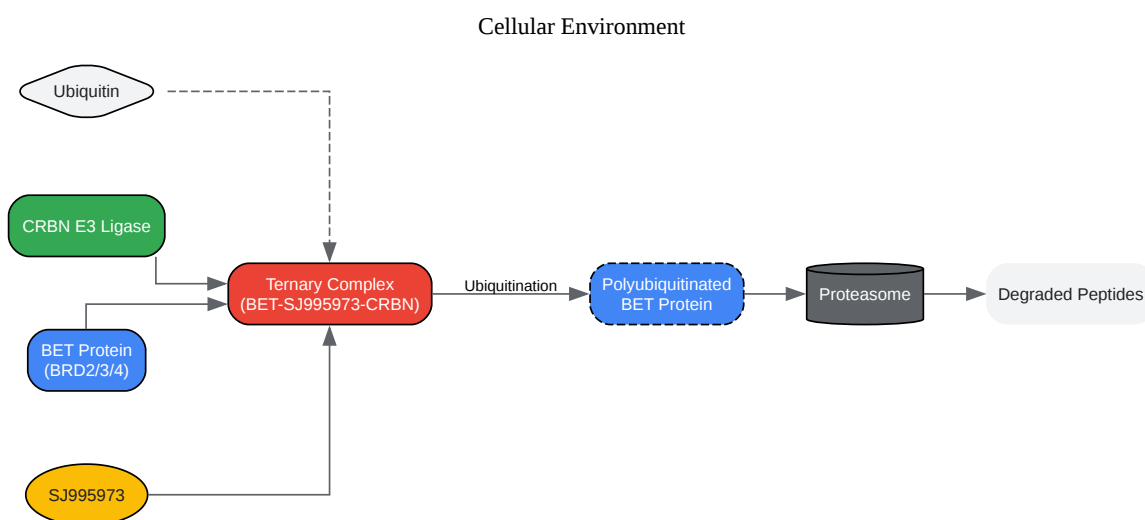 Cellular Environment
Ubiquitin
CRBN E3 Ligase
BET Protein
(BRD2/3/4)
SJ995973
Ternary Complex
(BET-SJ995973-CRBN)
Ubiquitination
Polyubiquitinated
BET Protein
Proteasome
Degraded Peptides